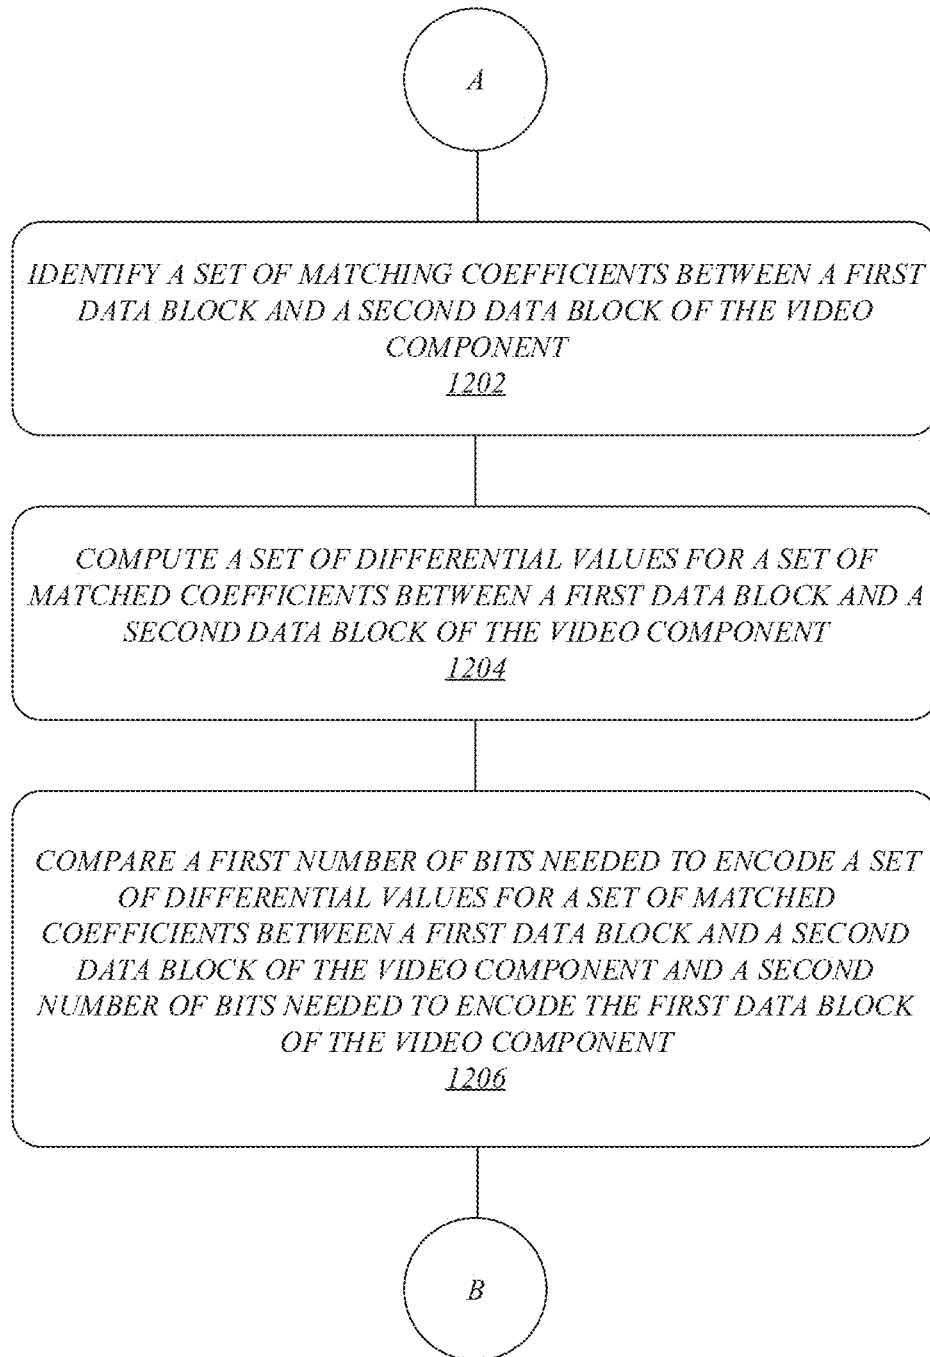 A
IDENTIFY A SET OF MATCHING COEFFICIENTS BETWEEN A FIRST
DATA BLOCK AND A SECOND DATA BLOCK OF THE VIDEO
COMPONENT
1202
COMPUTE A SET OF DIFFERENTIAL VALUES FOR A SET OF
MATCHED COEFFICIENTS BETWEEN A FIRST DATA BLOCK AND A
SECOND DATA BLOCK OF THE VIDEO COMPONENT
1204
COMPARE A FIRST NUMBER OF BITS NEEDED TO ENCODE A SET
OF DIFFERENTIAL VALUES FOR A SET OF MATCHED
COEFFICIENTS BETWEEN A FIRST DATA BLOCK AND A SECOND
DATA BLOCK OF THE VIDEO COMPONENT AND A SECOND
NUMBER OF BITS NEEDED TO ENCODE THE FIRST DATA BLOCK
OF THE VIDEO COMPONENT
1206
B